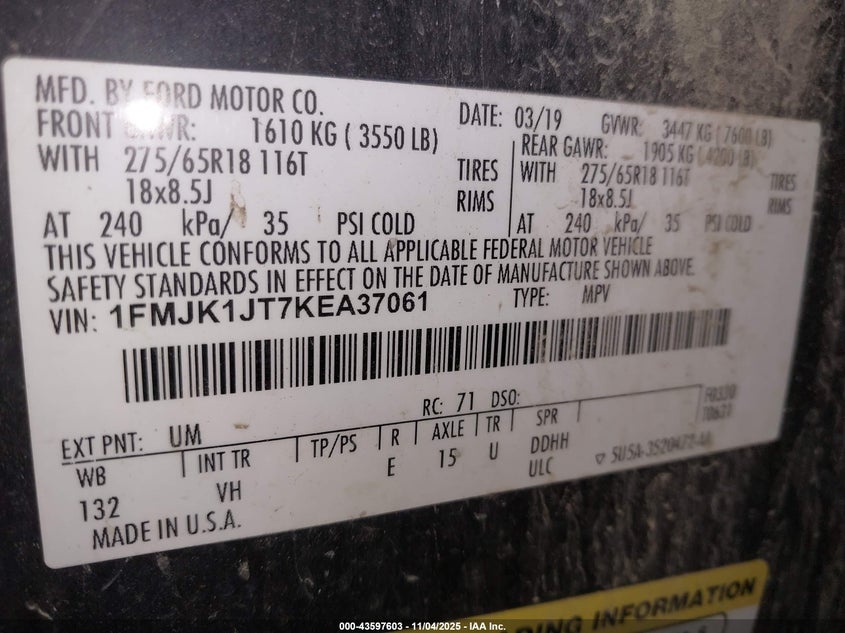 MFD. BY FORD MOTOR CO.
DATE: 03/19 GVWR: 3447 KG ( 7600 LB)
FRONT GAWR: 1610 KG ( 3550 LB)
REAR GAWR: 1905 KG ( 4200 LB)
WITH 275/65R18 116T TIRES
WITH 275/65R18 116T TIRES
18x8.5J RIMS
18x8.5J RIMS
AT 240 kPa/ 35 PSI COLD
AT 240 kPa/ 35 PSI COLD
THIS VEHICLE CONFORMS TO ALL APPLICABLE FEDERAL MOTOR VEHICLE
SAFETY STANDARDS IN EFFECT ON THE DATE OF MANUFACTURE SHOWN ABOVE.
VIN: 1FMJK1JT7KEA37061 TYPE: MPV
RC: 71 DSO:
EXT PNT: UM
WB INT TR TP/PS R AXLE TR SPR
132 VH E 15 U DDHH
ULC
MADE IN U.S.A.
INFORMATION
000-43597603 - 11/04/2025 - IAA Inc.